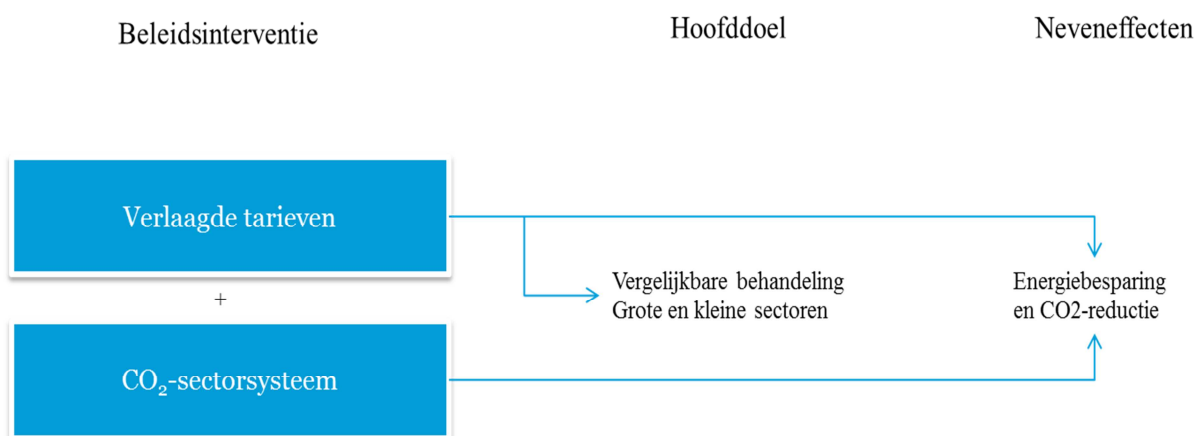 Beleidsinterventie
Hoofddoel
Neveneffecten
Verlaagde tarieven
+
CO₂-sectorsysteem
Vergelijkbare behandeling
Grote en kleine sectoren
Energiebesparing
en CO2-reductie